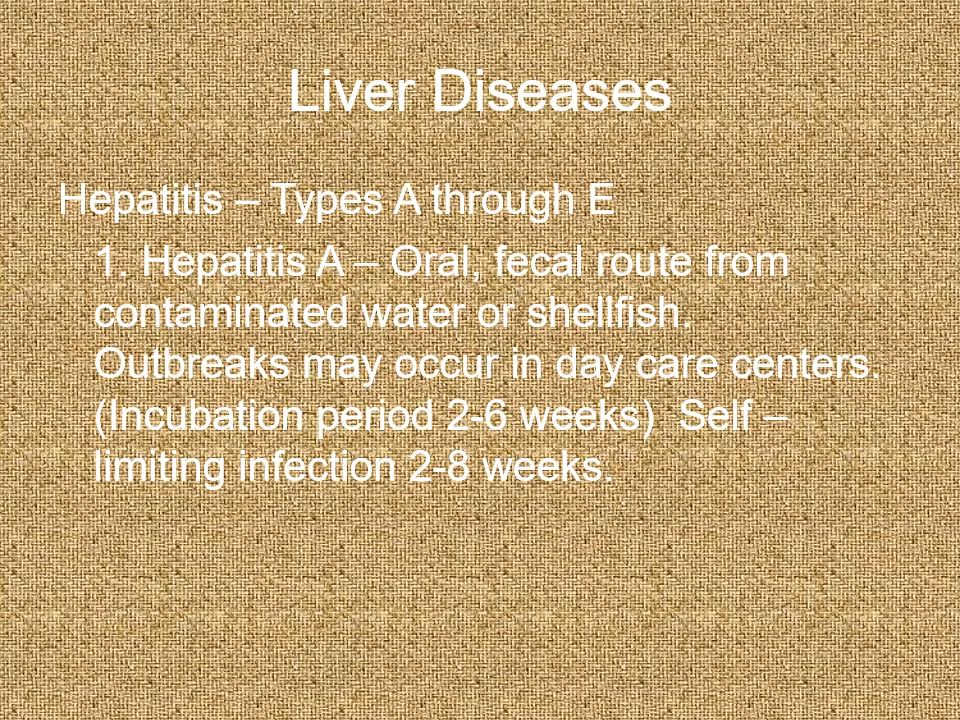 Liver Diseases
Hepatitis – Types A through E
1. Hepatitis A – Oral, fecal route from
contaminated water or shellfish.
Outbreaks may occur in day care centers.
(Incubation period 2-6 weeks)  Self –
limiting infection 2-8 weeks.